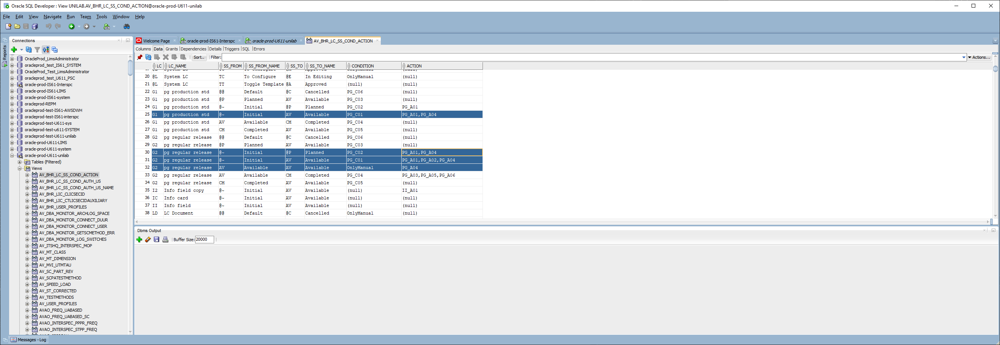 Oracle SQL Developer : View UNILAB.AV_BHR_LC_SS_COND_ACTION@oracle-prod-U611-unilab
File Edit View Navigate Run Team Tools Window Help
Reports
Connections
OracleProd_LimsAdministrator
oracleprod_test_IS61_SYSTEM
OracleProd_Test_LimsAdministrator
oracleprod_test_U611_PSC
oracle-prod-IS61-Interspc
oracle-prod-IS61-LIMS
oracle-prod-IS61-system
oracleprod-REPM
oracleprod-test-IS61-AWSDWH
oracleprod-test-IS61-interspc
oracleprod-test-U611-sys
oracleprod-test-u611-SYSTEM
oracleprod-test-U611-unilab
oracle-prod-U611-LIMS
oracle-prod-U611-system
oracle-prod-U611-unilab
Tables (Filtered)
Views
AV_BHR_LC_SS_COND_ACTION
AV_BHR_LC_SS_COND_AUTH_US
AV_BHR_LC_SS_COND_AUTH_US_NAME
AV_BHR_LIC_CLICSECID
AV_BHR_LIC_CTLICSECIDAUXILIARY
AV_BHR_USER_PROFILES
AV_DBA_MONITOR_ARCHLOG_SPACE
AV_DBA_MONITOR_CONNECT_DUUR
AV_DBA_MONITOR_CONNECT_USER
AV_DBA_MONITOR_GETSCMETHOD_ERR
AV_DBA_MONITOR_LOG_SWITCHES
AV_ITSHQ_INTERSPEC_MOP
AV_MT_CLASS
AV_MT_DIMENSION
AV_MVI_UTMTAU
AV_SC_PART_REV
AV_SCPATESTMETHOD
AV_SPEED_LOAD
AV_ST_CORRECTED
AV_TESTMETHODS
AV_USER_PROFILES
AVAO_FREQ_UABASED
AVAO_FREQ_UABASED_SC
AVAO_INTERSPEC_PPPR_FREQ
AVAO_INTERSPEC_STPP_FREQ
Welcome Page oracle-prod-IS61-Interspc oracle-prod-U611-unilab AV_BHR_LC_SS_COND_ACTION
Columns Data Grants Dependencies Details Triggers SQL Errors
Sort.. Filter: Actions...
LC LC_NAME SS_FROM SS_FROM_NAME SS_TO SS_TO_NAME CONDITION ACTION
20 @L System LC TC To Configure @E In Editing OnlyManual (null)
21 @L System LC TT Toggle Template @A Approved (null) (null)
22 G1 pg production std @@ Default @C Cancelled PG_C06 (null)
23 G1 pg production std @P Planned AV Available PG_C03 (null)
24 G1 pg production std @~ Initial @P Planned PG_C02 PG_A01
25 G1 pg production std @~ Initial AV Available PG_C01 PG_A01,PG_A04
26 G1 pg production std AV Available CM Completed PG_C04 (null)
27 G1 pg production std CM Completed AV Available PG_C05 (null)
28 G2 pg regular release @@ Default @C Cancelled PG_C06 (null)
29 G2 pg regular release @P Planned AV Available PG_C03 (null)
30 G2 pg regular release @~ Initial @P Planned PG_C02 PG_A01,PG_A04
31 G2 pg regular release @~ Initial AV Available PG_C01 PG_A01,PG_A02,PG_A04
32 G2 pg regular release AV Available AV Available OnlyManual PG_A04
33 G2 pg regular release AV Available CM Completed PG_C04 PG_A03,PG_A05,PG_A06
34 G2 pg regular release CM Completed AV Available PG_C05 (null)
35 I2 Info field copy @~ Initial AV Available (null) II_A01
36 IC Info card @~ Initial AV Available (null) (null)
37 II Info field @~ Initial AV Available (null) (null)
38 LD LC Document @@ Default @C Cancelled OnlyManual (null)
Dbms Output
Buffer Size: 20000
Messages - Log